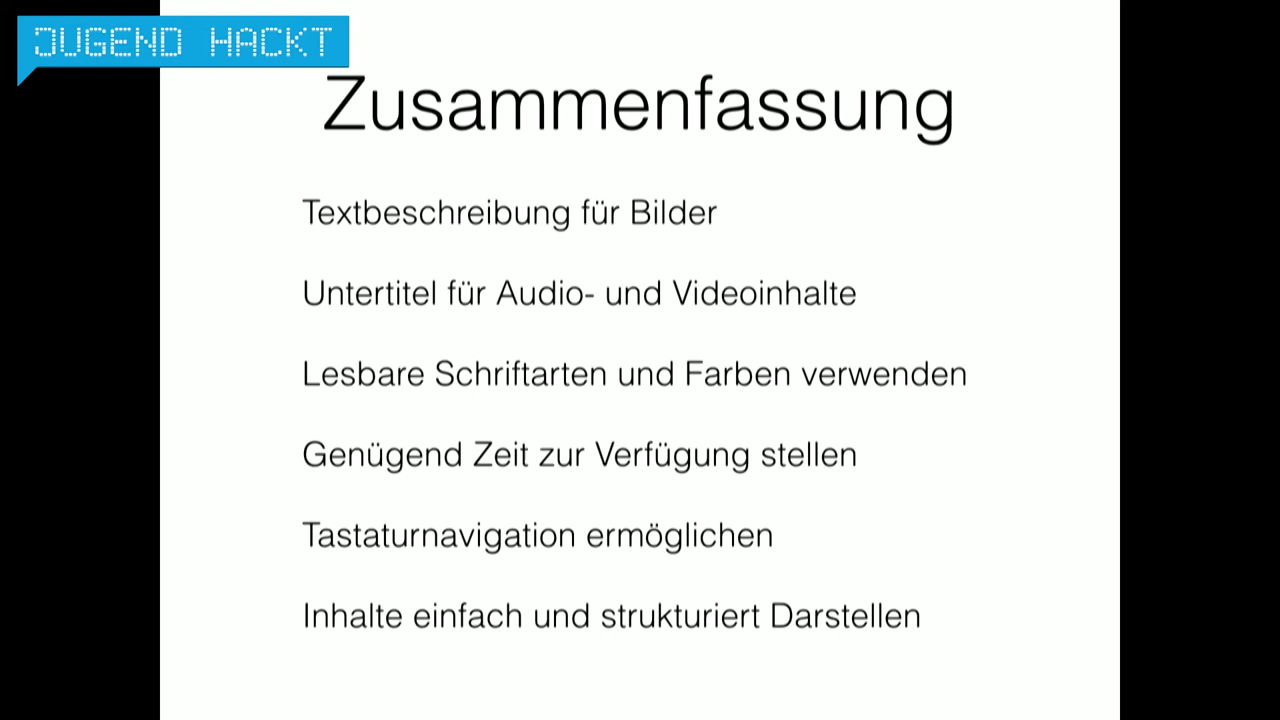 JUGEND HACKT
Zusammenfassung
Textbeschreibung für Bilder
Untertitel für Audio- und Videoinhalte
Lesbare Schriftarten und Farben verwenden
Genügend Zeit zur Verfügung stellen
Tastaturnavigation ermöglichen
Inhalte einfach und strukturiert Darstellen